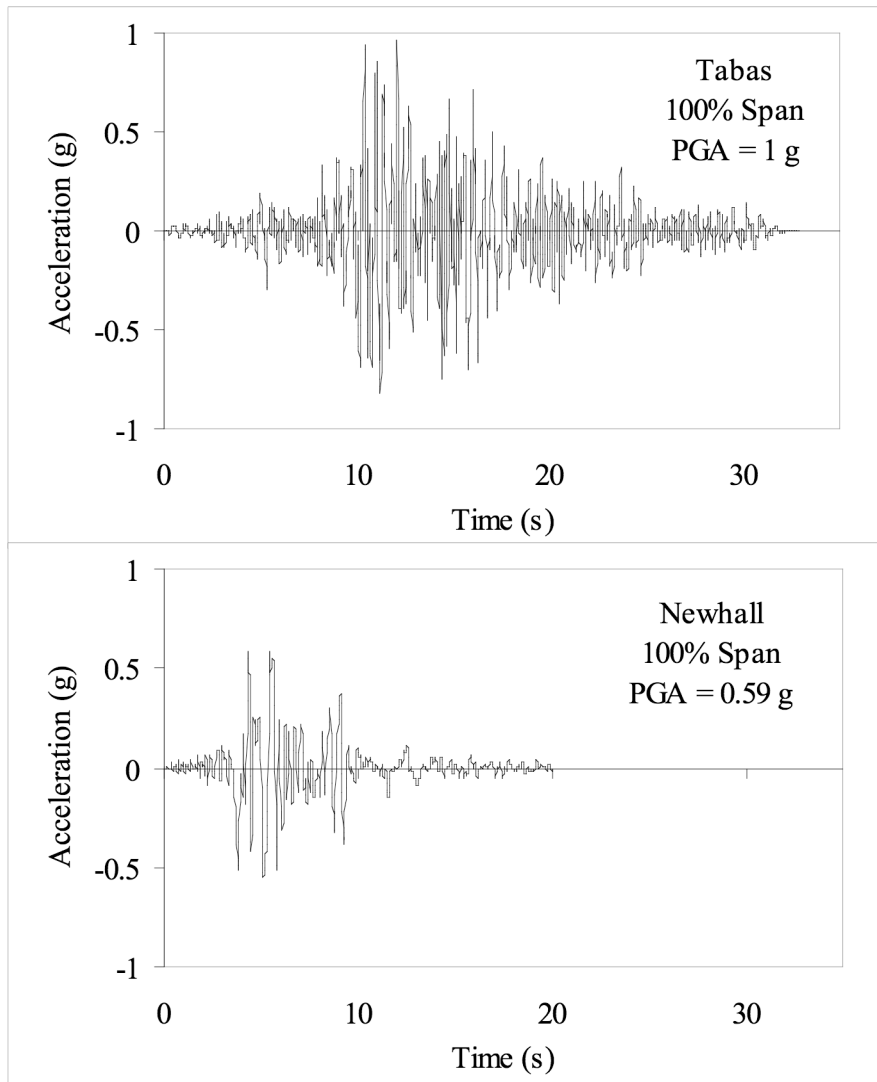 1
Tabas
100% Span
PGA = 1 g
0.5
0
-0.5
-1
Acceleration (g)
0 10 20 30
Time (s)
1
Newhall
100% Span
PGA = 0.59 g
0.5
0
-0.5
-1
Acceleration (g)
0 10 20 30
Time (s)